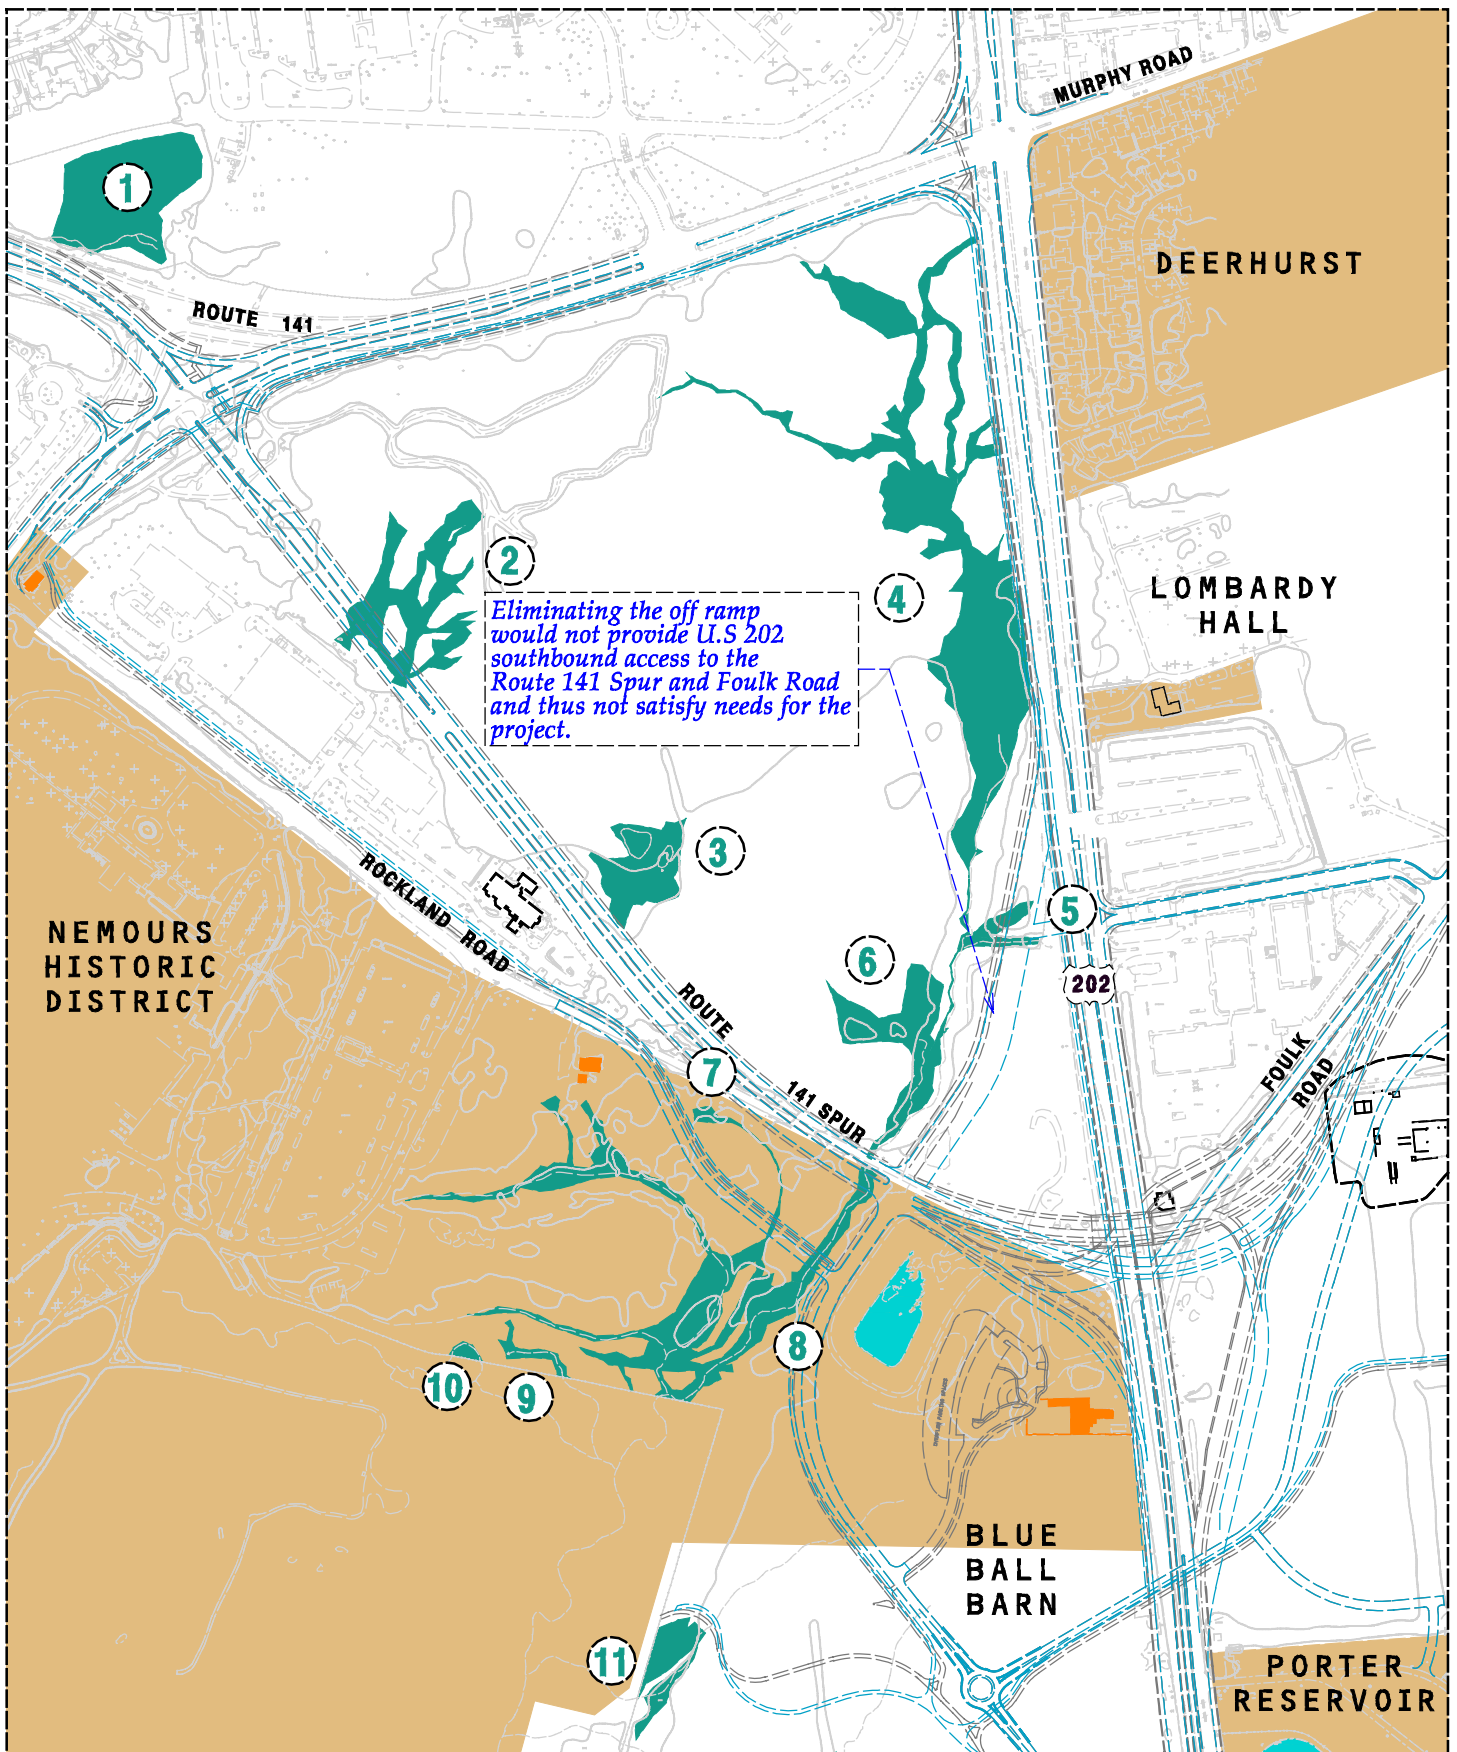 MURPHY ROAD
1
DEERHURST
ROUTE 141
2
4
Eliminating the off ramp
would not provide U.S 202
southbound access to the
Route 141 Spur and Foulk Road
and thus not satisfy needs for the
project.
LOMBARDY
HALL
3
ROCKLAND ROAD
5
NEMOURS
HISTORIC
DISTRICT
6
202
ROUTE
141 SPUR
7
FOULK
ROAD
8
10
9
BLUE
BALL
BARN
11
PORTER
RESERVOIR